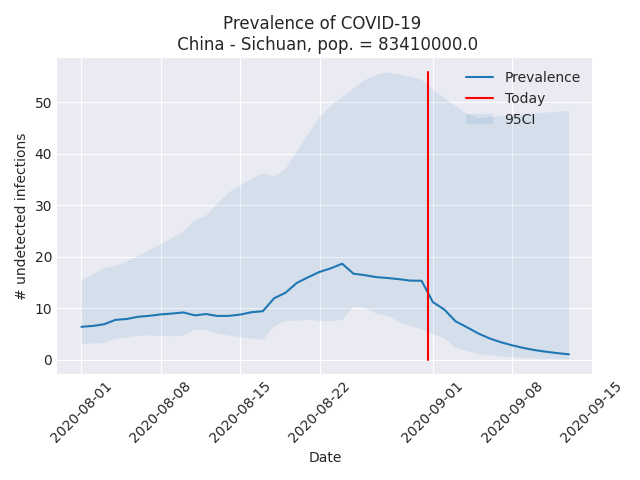 Prevalence of COVID-19
China - Sichuan, pop. = 83410000.0
Prevalence
Today
95CI
# undetected infections
50
40
30
20
10
0
2020-08-01
2020-08-08
2020-08-15
2020-08-22
2020-09-01
2020-09-08
2020-09-15
Date